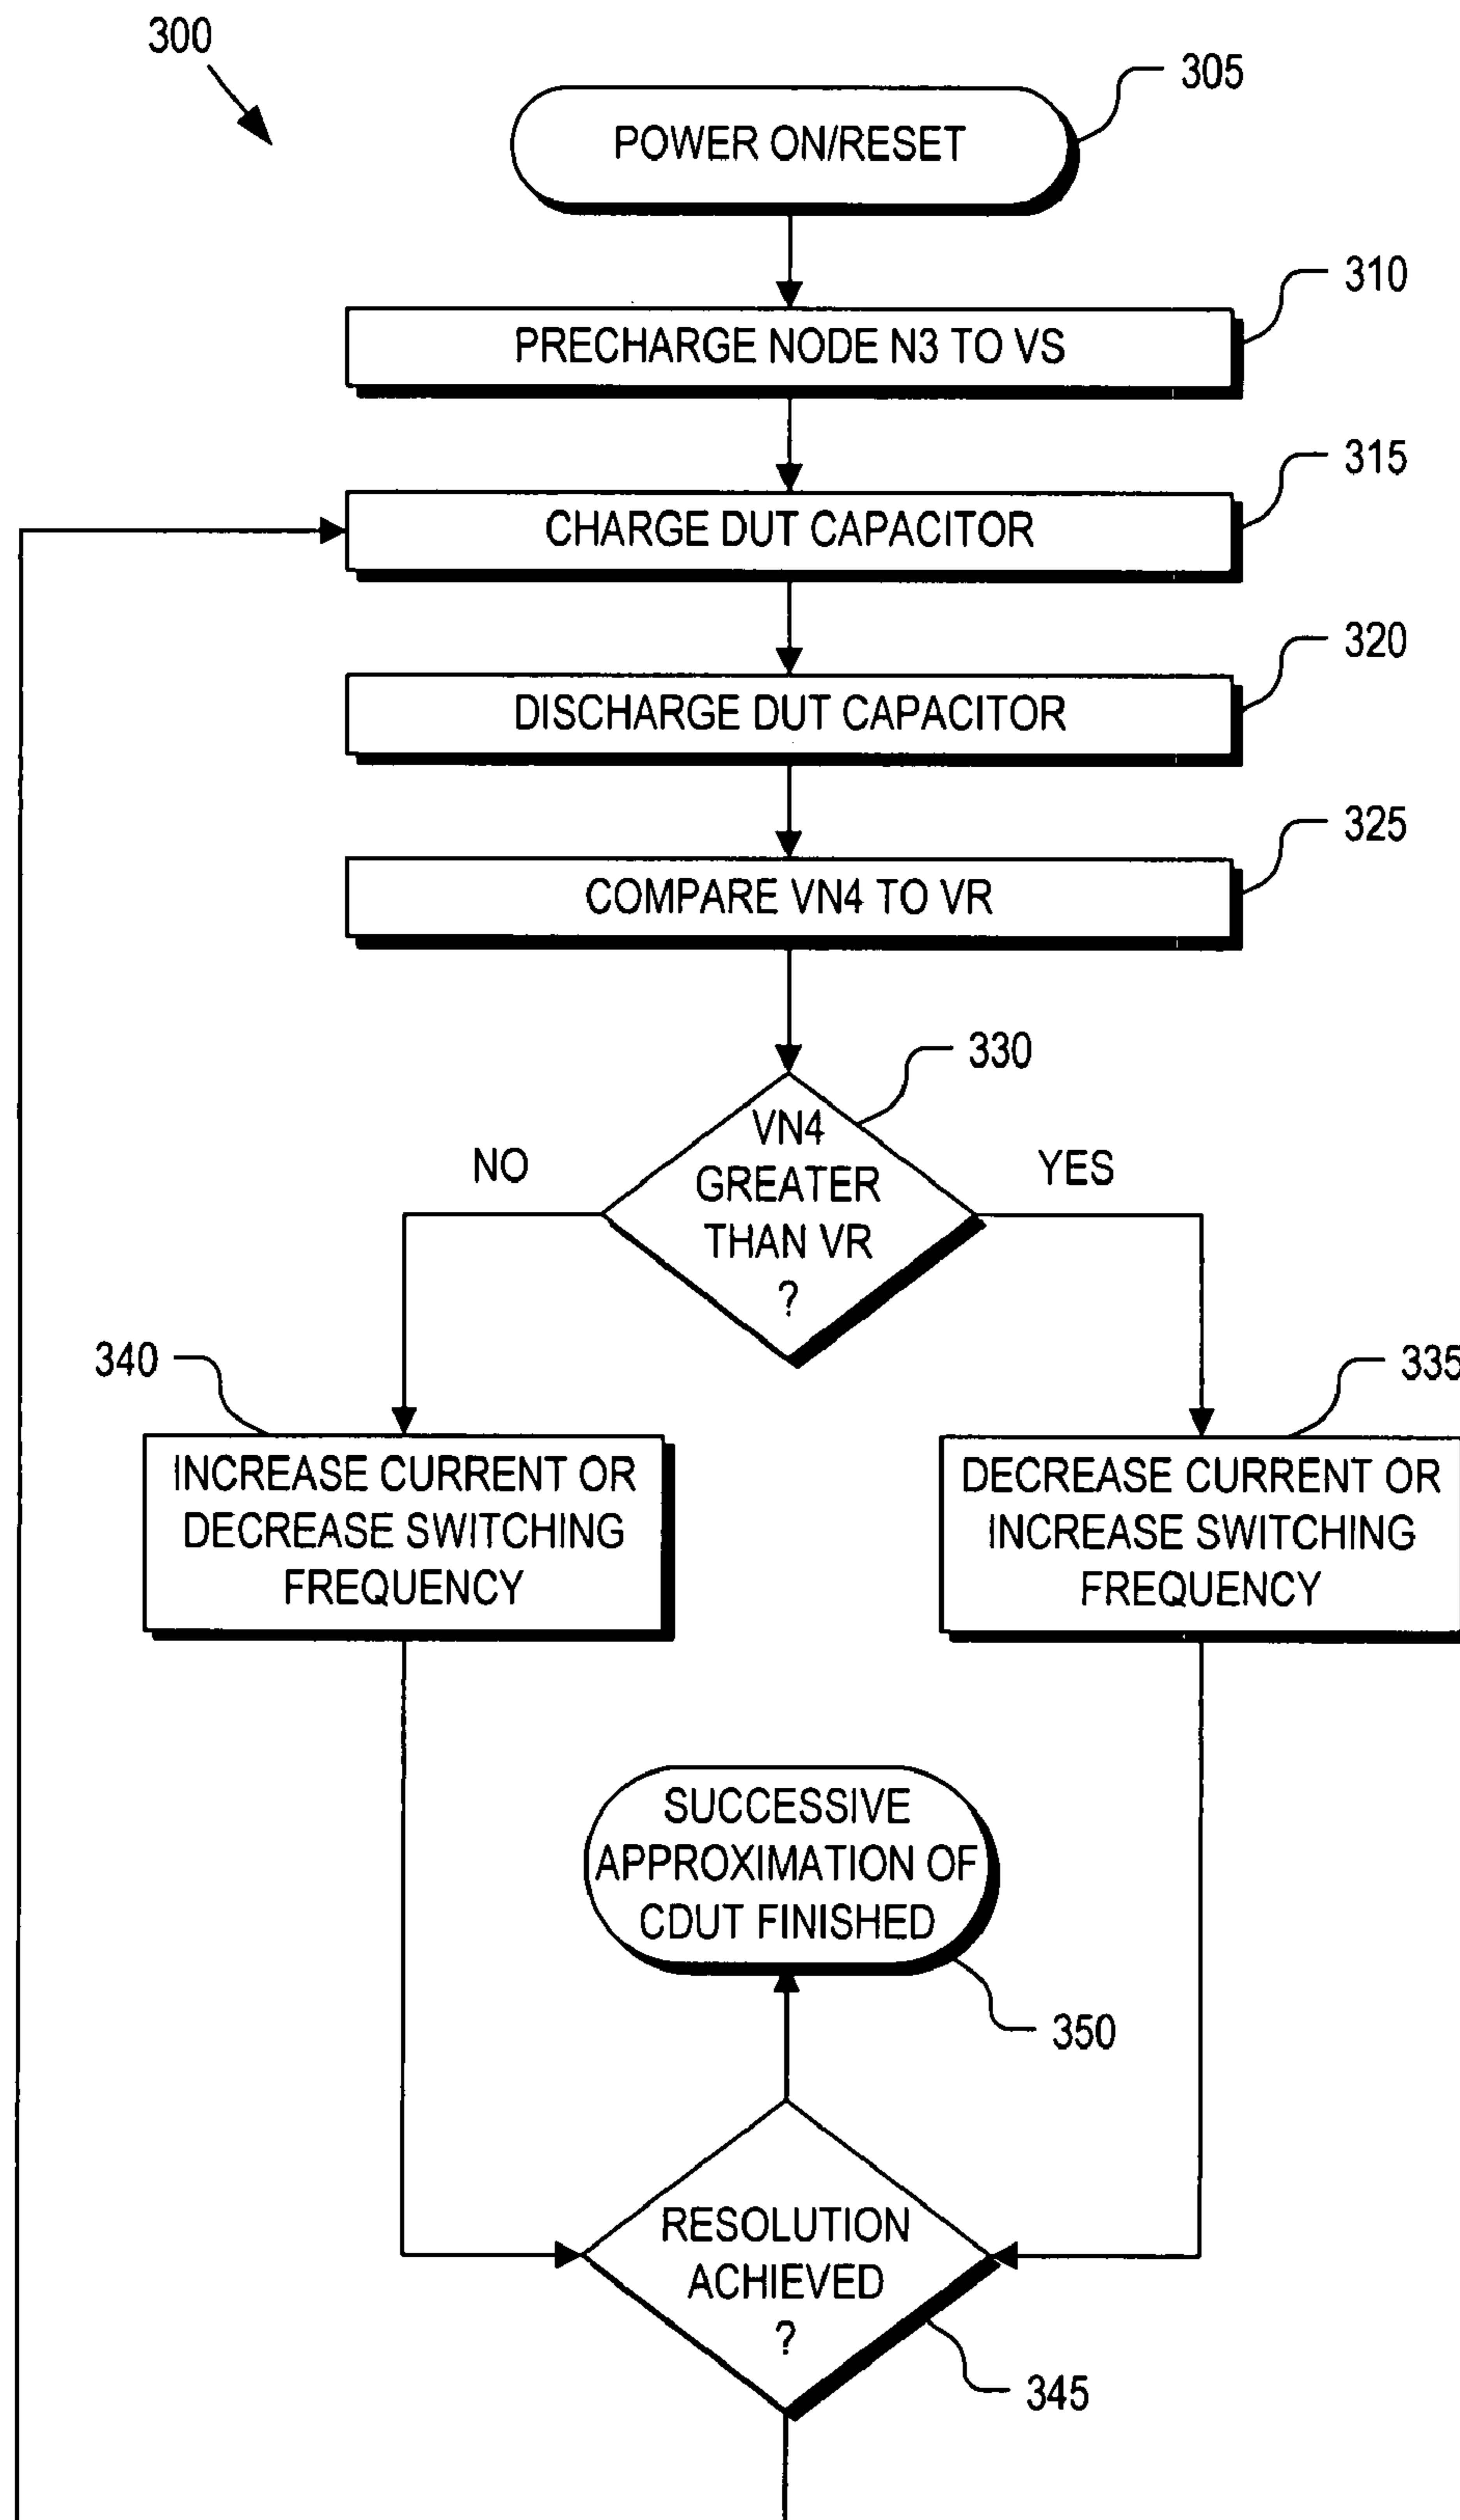 300
305
POWER ON/RESET
310
PRECHARGE NODE N3 TO VS
315
CHARGE DUT CAPACITOR
320
DISCHARGE DUT CAPACITOR
325
COMPARE VN4 TO VR
330
VN4
GREATER
THAN VR
?
NO
YES
340
335
INCREASE CURRENT OR
DECREASE SWITCHING
FREQUENCY
DECREASE CURRENT OR
INCREASE SWITCHING
FREQUENCY
SUCCESSIVE
APPROXIMATION OF
CDUT FINISHED
350
RESOLUTION
ACHIEVED
?
345